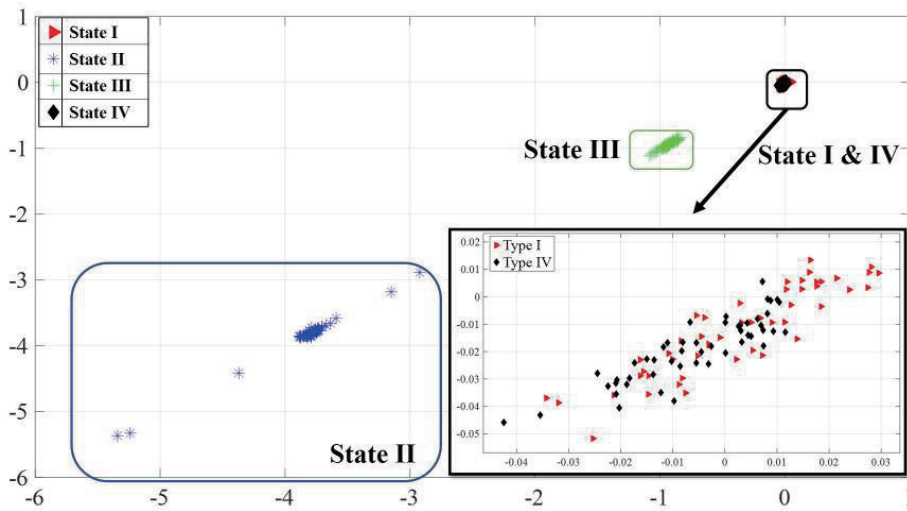 1
State I
State II
State III
State IV
0
-1
-2
-3
-4
-5
-6
State III
State I & IV
State II
0.02
0.01
0
-0.01
-0.02
-0.03
-0.04
-0.05
Type I
Type IV
-0.04 -0.03 -0.02 -0.01 0 0.01 0.02 0.03
-6 -5 -4 -3 -2 -1 0 1